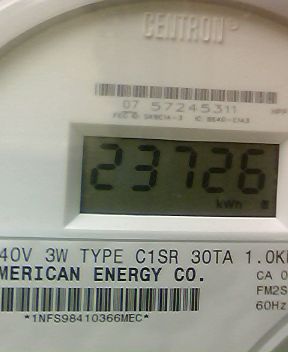 CENTRON®
07 57245311
23726
kWh
40V 3W TYPE C1SR 30TA 1.0K
MERICAN ENERGY CO.
CA 0
FM2S
60Hz
*1NFS98410366MEC*